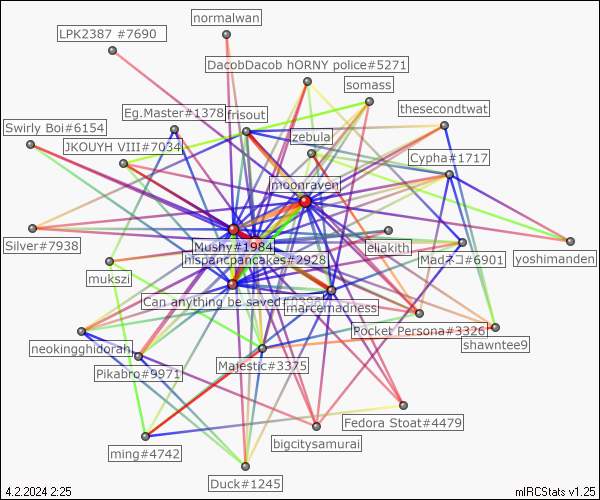 normalwan
LPK2387 #7690
DacobDacob hORNY police#5271
somass
Eg.Master#1378
frisout
thesecondtwat
Swirly Boi#6154
JKOUYH VIII#7034
zebula
Cypha#1717
moonraven
Silver#7938
Mushy#1984
eliakith
hispancpancakes#2928
Madネコ#6901
yoshimanden
mukszi
Can anything be saved#0396
marcemadness
Pocket Persona#3326
shawntee9
neokingghidorah
Pikabro#9971
Majestic#3375
Fedora Stoat#4479
ming#4742
bigcitysamurai
Duck#1245
4.2.2024 2:25
mIRCStats v1.25